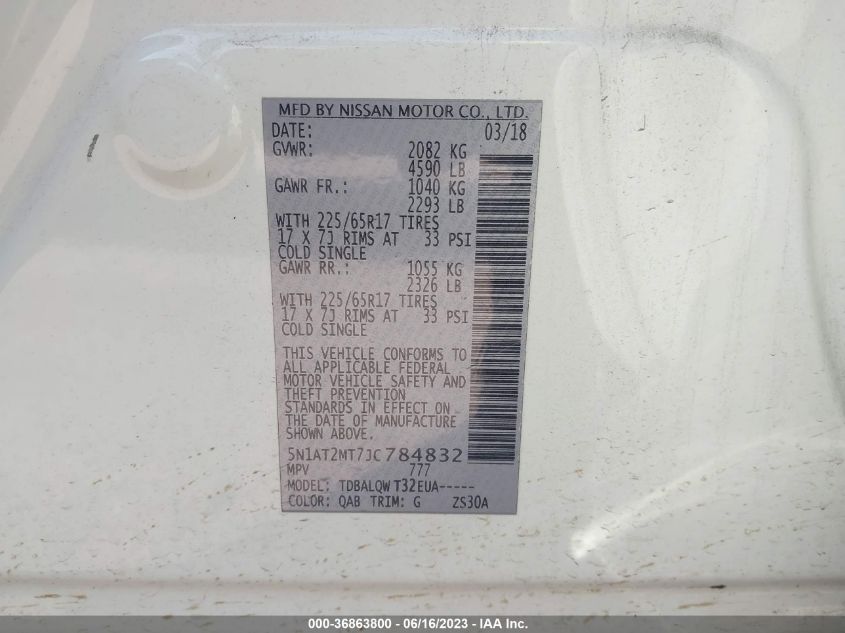 MFD BY NISSAN MOTOR CO., LTD.
DATE: 03/18
GVWR: 2082 KG
4590 LB
GAWR FR.: 1040 KG
2293 LB
WITH 225/65R17 TIRES
17 X 7J RIMS AT 33 PSI
COLD SINGLE
GAWR RR.: 1055 KG
2326 LB
WITH 225/65R17 TIRES
17 X 7J RIMS AT 33 PSI
COLD SINGLE
THIS VEHICLE CONFORMS TO
ALL APPLICABLE FEDERAL
MOTOR VEHICLE SAFETY AND
THEFT PREVENTION
STANDARDS IN EFFECT ON
THE DATE OF MANUFACTURE
SHOWN ABOVE.
5N1AT2MT7JC784832
MPV 777
MODEL: TDBALQWT32EUA-----
COLOR: QAB TRIM: G ZS30A
000-36863800 - 06/16/2023 - IAA Inc.